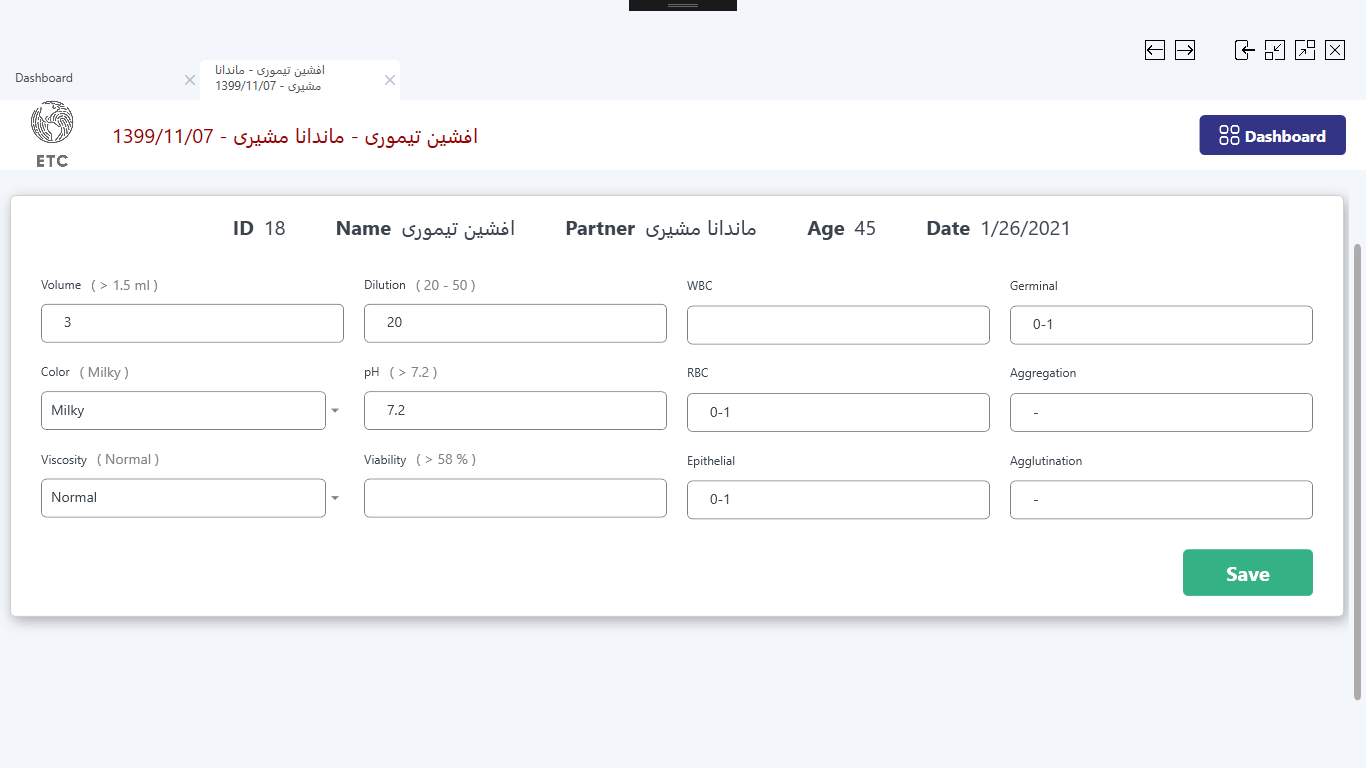 Dashboard
افشین تیموری - ماندانا
مشیری - 1399/11/07
ETC
افشین تیموری - ماندانا مشیری - 1399/11/07
Dashboard
ID 18 Name افشین تیموری Partner ماندانا مشیری Age 45 Date 1/26/2021
Volume ( > 1.5 ml ) Dilution ( 20 - 50 ) WBC Germinal
3 20 0-1
Color ( Milky ) pH ( > 7.2 ) RBC Aggregation
Milky 7.2 0-1 -
Viscosity ( Normal ) Viability ( > 58 % ) Epithelial Agglutination
Normal 0-1 -
Save